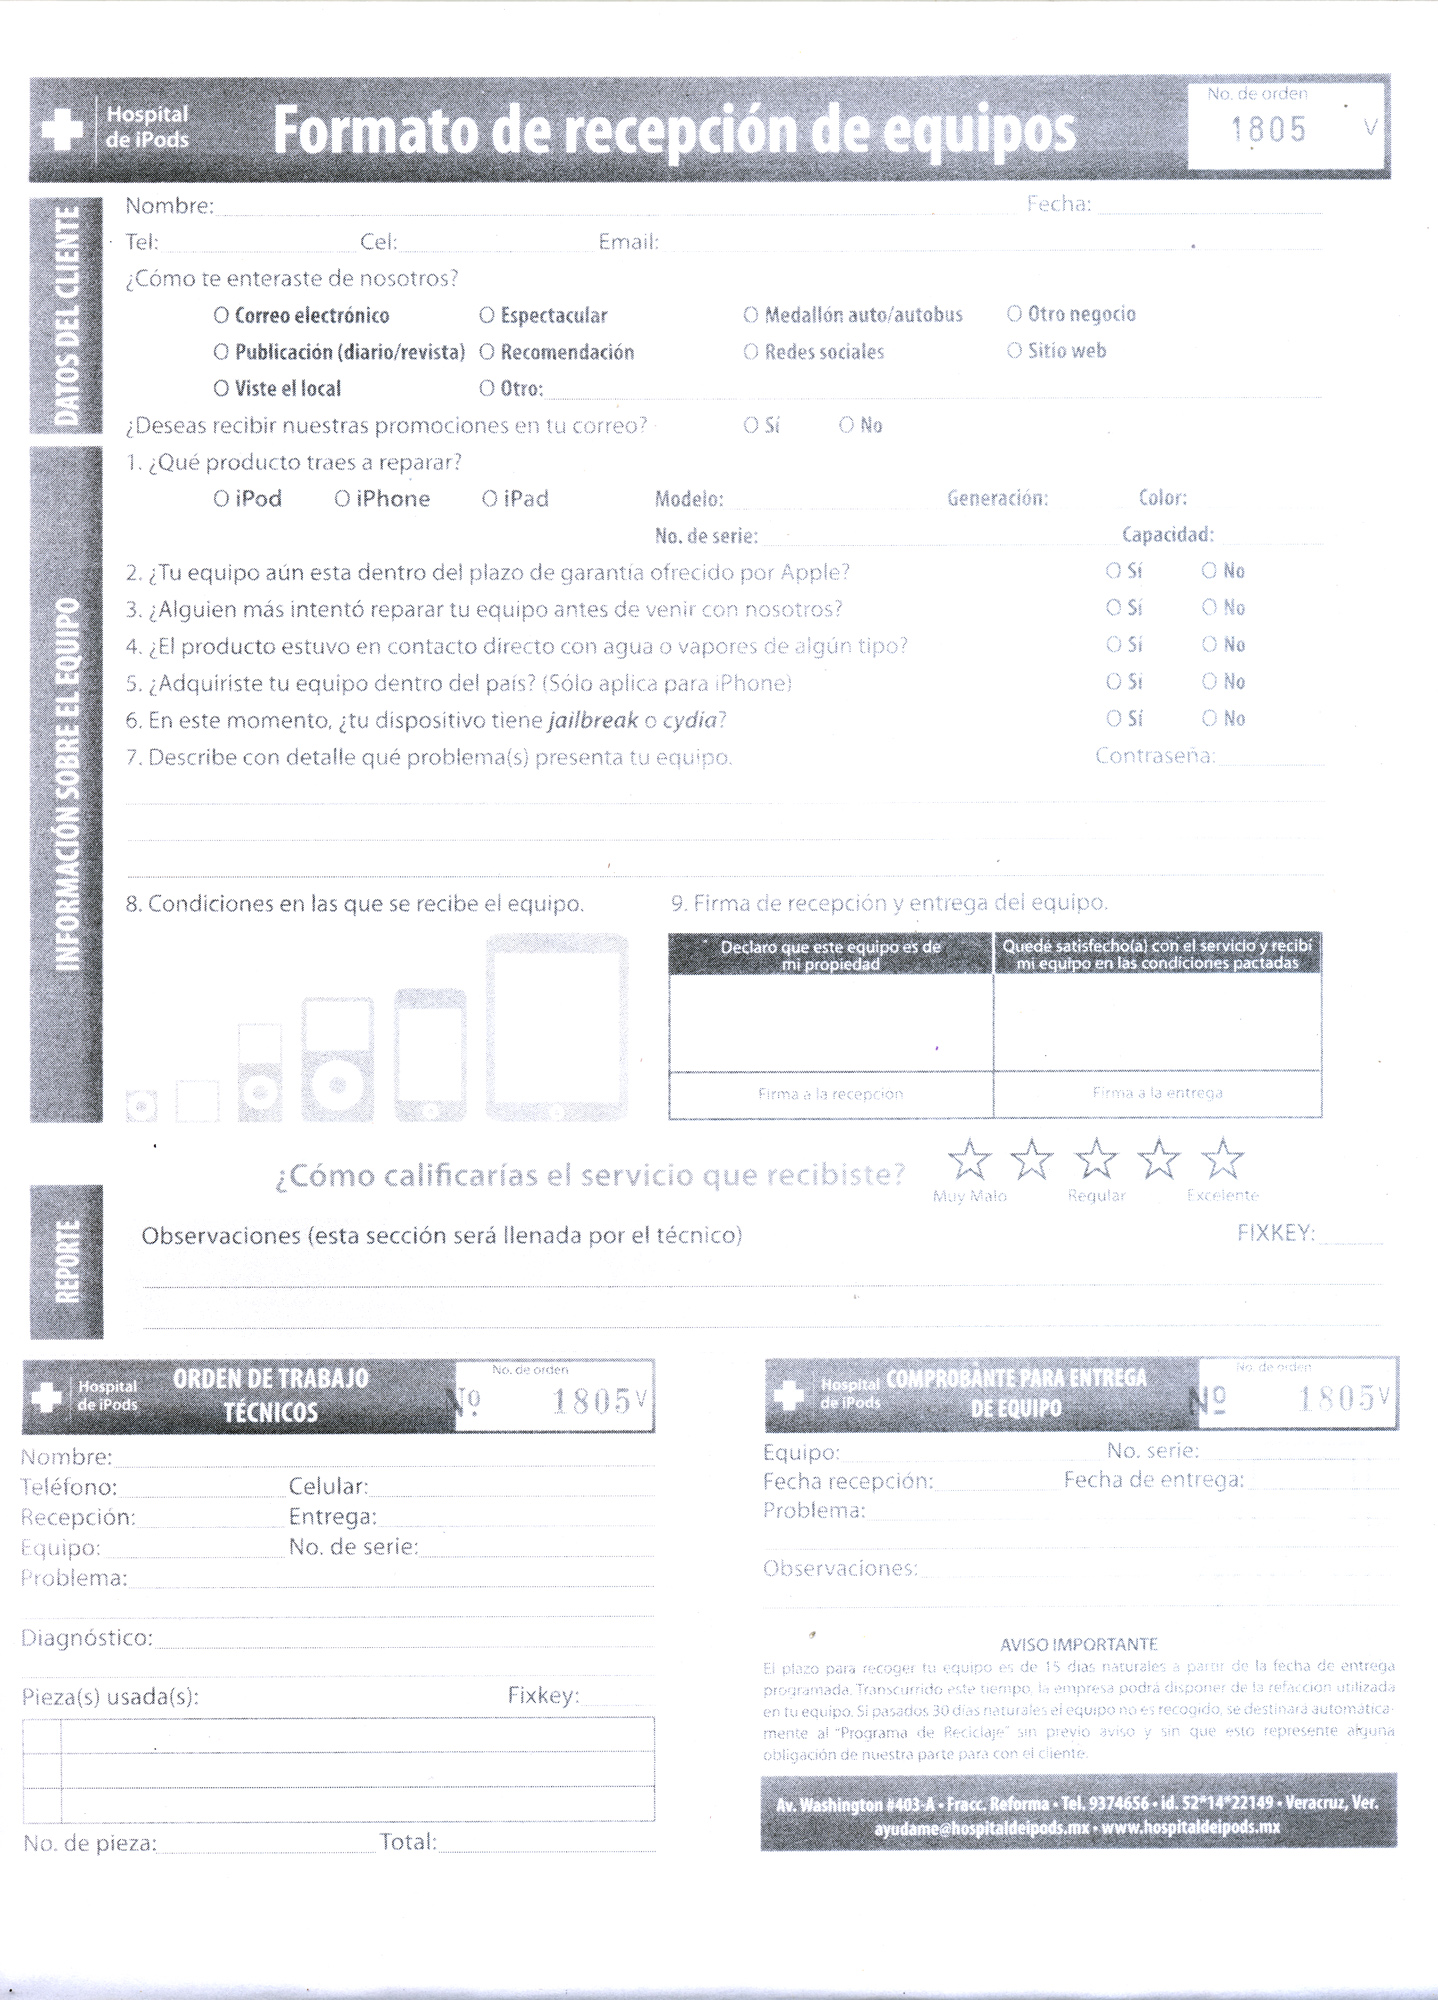 Hospital
de iPods
Formato de recepción de equipos
No. de orden
1805 V
DATOS DEL CLIENTE
Nombre: Fecha:
Tel: Cel: Email:
¿Cómo te enteraste de nosotros?
O Correo electrónico O Espectacular O Medallón auto/autobus O Otro negocio
O Publicación (diario/revista) O Recomendación O Redes sociales O Sitio web
O Viste el local O Otro:
¿Deseas recibir nuestras promociones en tu correo? O Sí O No
INFORMACIÓN SOBRE EL EQUIPO
1. ¿Qué producto traes a reparar?
O iPod O iPhone O iPad Modelo: Generación: Color:
No. de serie: Capacidad:
2. ¿Tu equipo aún esta dentro del plazo de garantía ofrecido por Apple? O Sí O No
3. ¿Alguien más intentó reparar tu equipo antes de venir con nosotros? O Sí O No
4. ¿El producto estuvo en contacto directo con agua o vapores de algún tipo? O Sí O No
5. ¿Adquiriste tu equipo dentro del país? (Sólo aplica para iPhone) O Sí O No
6. En este momento, ¿tu dispositivo tiene jailbreak o cydia? O Sí O No
7. Describe con detalle qué problema(s) presenta tu equipo. Contraseña:
8. Condiciones en las que se recibe el equipo. 9. Firma de recepción y entrega del equipo.
Declaro que este equipo es de
mi propiedad
Quedé satisfecho(a) con el servicio y recibí
mi equipo en las condiciones pactadas
Firma a la recepcion Firma a la entrega
¿Cómo calificarías el servicio que recibiste?
Muy Malo Regular Excelente
REPORTE
Observaciones (esta sección será llenada por el técnico) FIXKEY:
Hospital
de iPods
ORDEN DE TRABAJO
TÉCNICOS
No. de orden
Nº 1805 V
Nombre:
Teléfono: Celular:
Recepción: Entrega:
Equipo: No. de serie:
Problema:
Diagnóstico:
Pieza(s) usada(s): Fixkey:
No. de pieza: Total:
Hospital
de iPods
COMPROBANTE PARA ENTREGA
DE EQUIPO
No. de orden
Nº 1805 V
Equipo: No. serie:
Fecha recepción: Fecha de entrega:
Problema:
Observaciones:
AVISO IMPORTANTE
El plazo para recoger tu equipo es de 15 dias naturales a partir de la fecha de entrega
programada. Transcurrido este tiempo, la empresa podrá disponer de la refaccion utilizada
en tu equipo. Si pasados 30 días naturales el equipo no es recogido, se destinará automática-
mente al "Programa de Reciclaje" sin previo aviso y sin que esto represente alguna
obligación de nuestra parte para con el cliente.
Av. Washington #403-A • Fracc. Reforma • Tel. 9374656 • id. 52*14*22149 • Veracruz, Ver.
ayudame@hospitaldeipods.mx • www.hospitaldeipods.mx